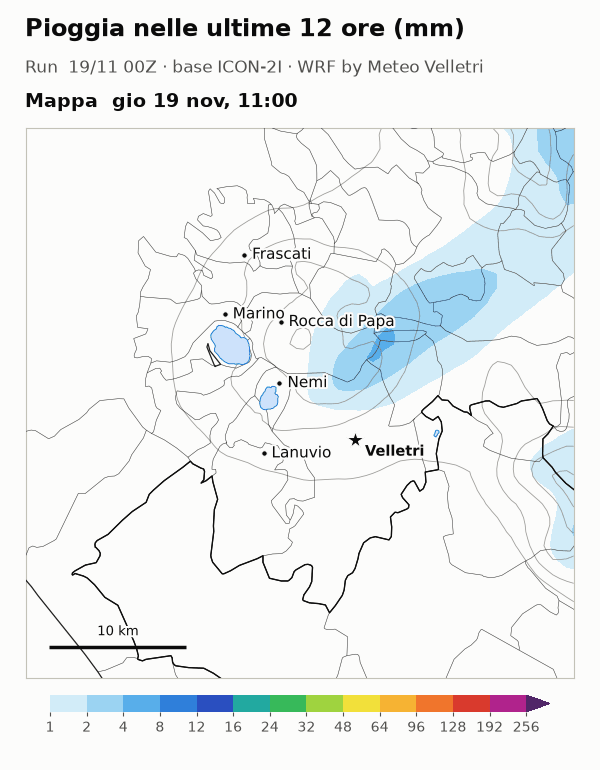 Pioggia nelle ultime 12 ore (mm)
Run  19/11 00Z · base ICON-2I · WRF by Meteo Velletri
Mappa  gio 19 nov, 11:00
Frascati
Marino
Rocca di Papa
Nemi
Velletri
Lanuvio
10 km
1 2 4 8 12 16 24 32 48 64 96 128 192 256